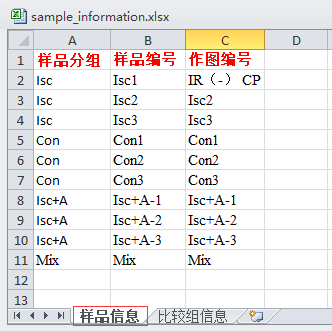 sample_information.xlsx
A B C D
1 样品分组 样品编号 作图编号
2 Isc Isc1 IR（-） CP
3 Isc Isc2 Isc2
4 Isc Isc3 Isc3
5 Con Con1 Con1
6 Con Con2 Con2
7 Con Con3 Con3
8 Isc+A Isc+A-1 Isc+A-1
9 Isc+A Isc+A-2 Isc+A-2
10 Isc+A Isc+A-3 Isc+A-3
11 Mix Mix Mix
12
13
样品信息 比较组信息